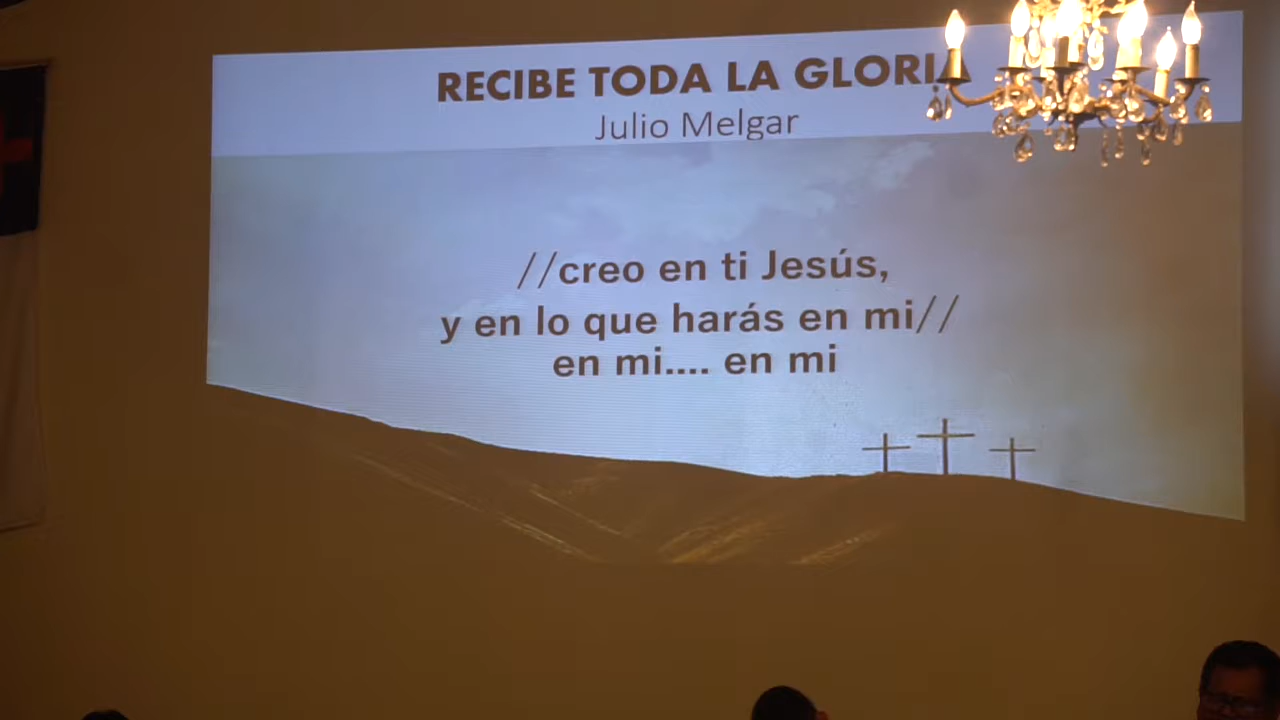 RECIBE TODA LA GLORIA
Julio Melgar
//creo en ti Jesús,
y en lo que harás en mi//
en mi.... en mi